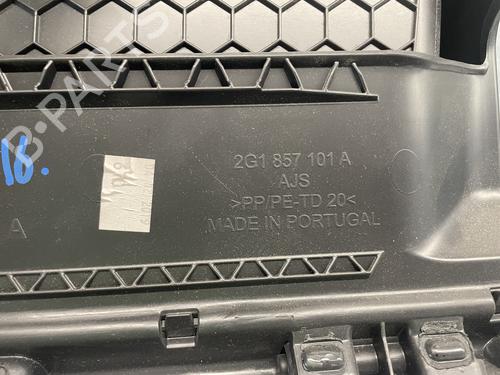 B-PARTS
18.
2G1 857 101 A
AJS
>PP/PE-TD 20<
MADE IN PORTUGAL
A